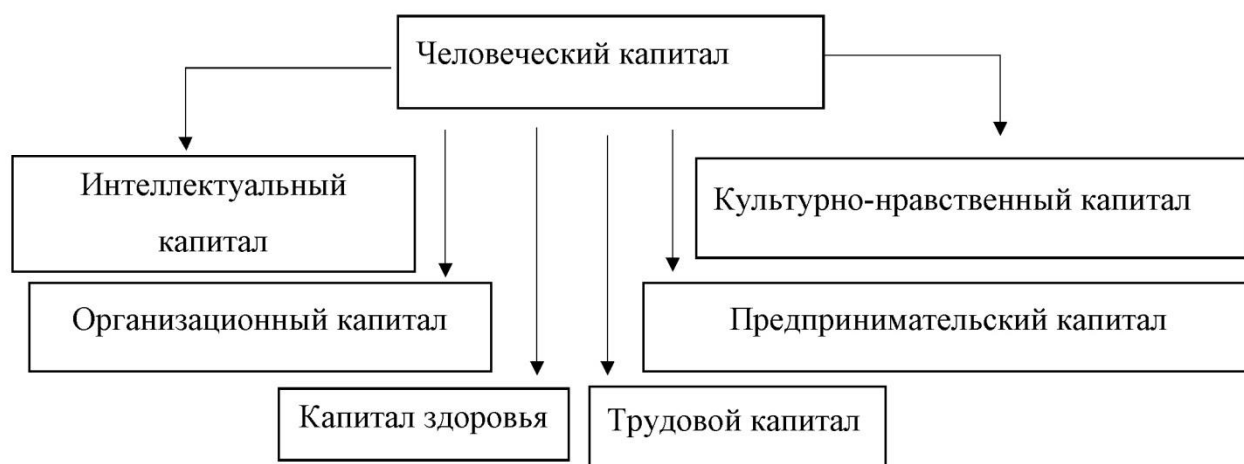 Человеческий капитал
Интеллектуальный
капитал
Культурно-нравственный капитал
Организационный капитал
Предпринимательский капитал
Капитал здоровья
Трудовой капитал